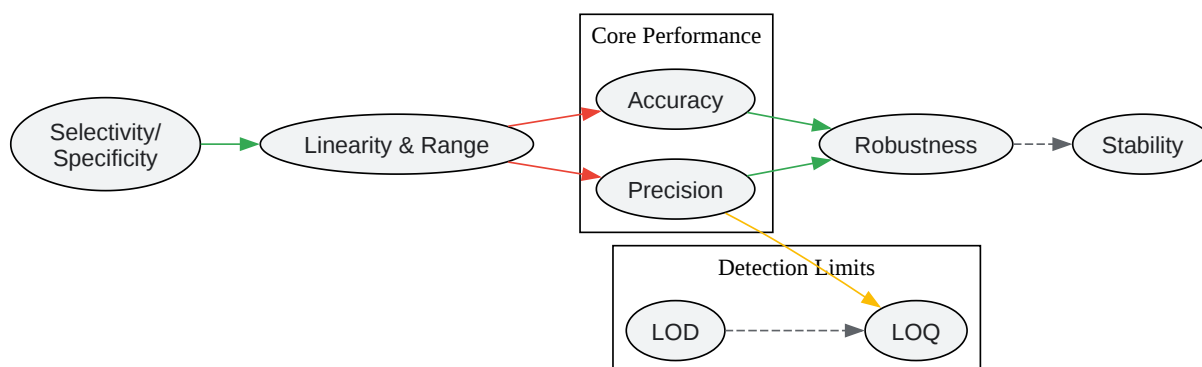 Core Performance
Selectivity/
Specificity
Linearity & Range
Accuracy
Precision
Robustness
Stability
Detection Limits
LOD
LOQ